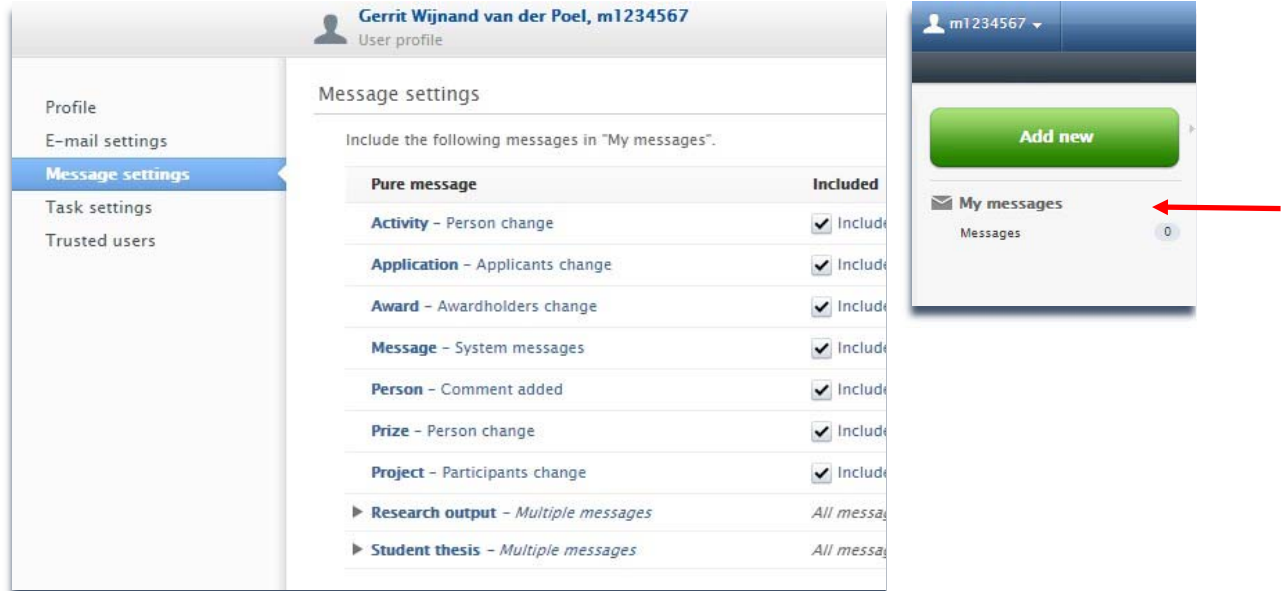 Gerrit Wijnand van der Poel, m1234567
User profile
Profile
E-mail settings
Message settings
Task settings
Trusted users
Message settings
Include the following messages in "My messages".
Pure message Included
Activity – Person change Include
Application – Applicants change Include
Award – Awardholders change Include
Message – System messages Include
Person – Comment added Include
Prize – Person change Include
Project – Participants change Include
Research output – Multiple messages All messag
Student thesis – Multiple messages All messag
m1234567
Add new
My messages
Messages 0